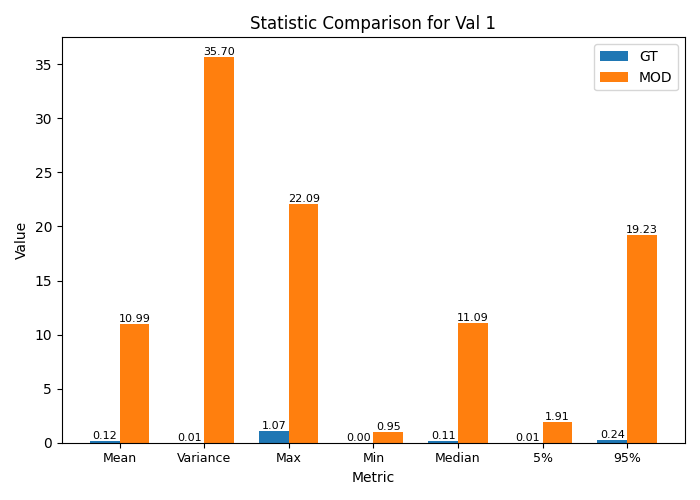 Statistic Comparison for Val 1
GT
MOD
Value
35
30
25
20
15
10
5
0
0.12
10.99
0.01
35.70
1.07
22.09
0.00
0.95
0.11
11.09
0.01
1.91
0.24
19.23
Mean
Variance
Max
Min
Median
5%
95%
Metric